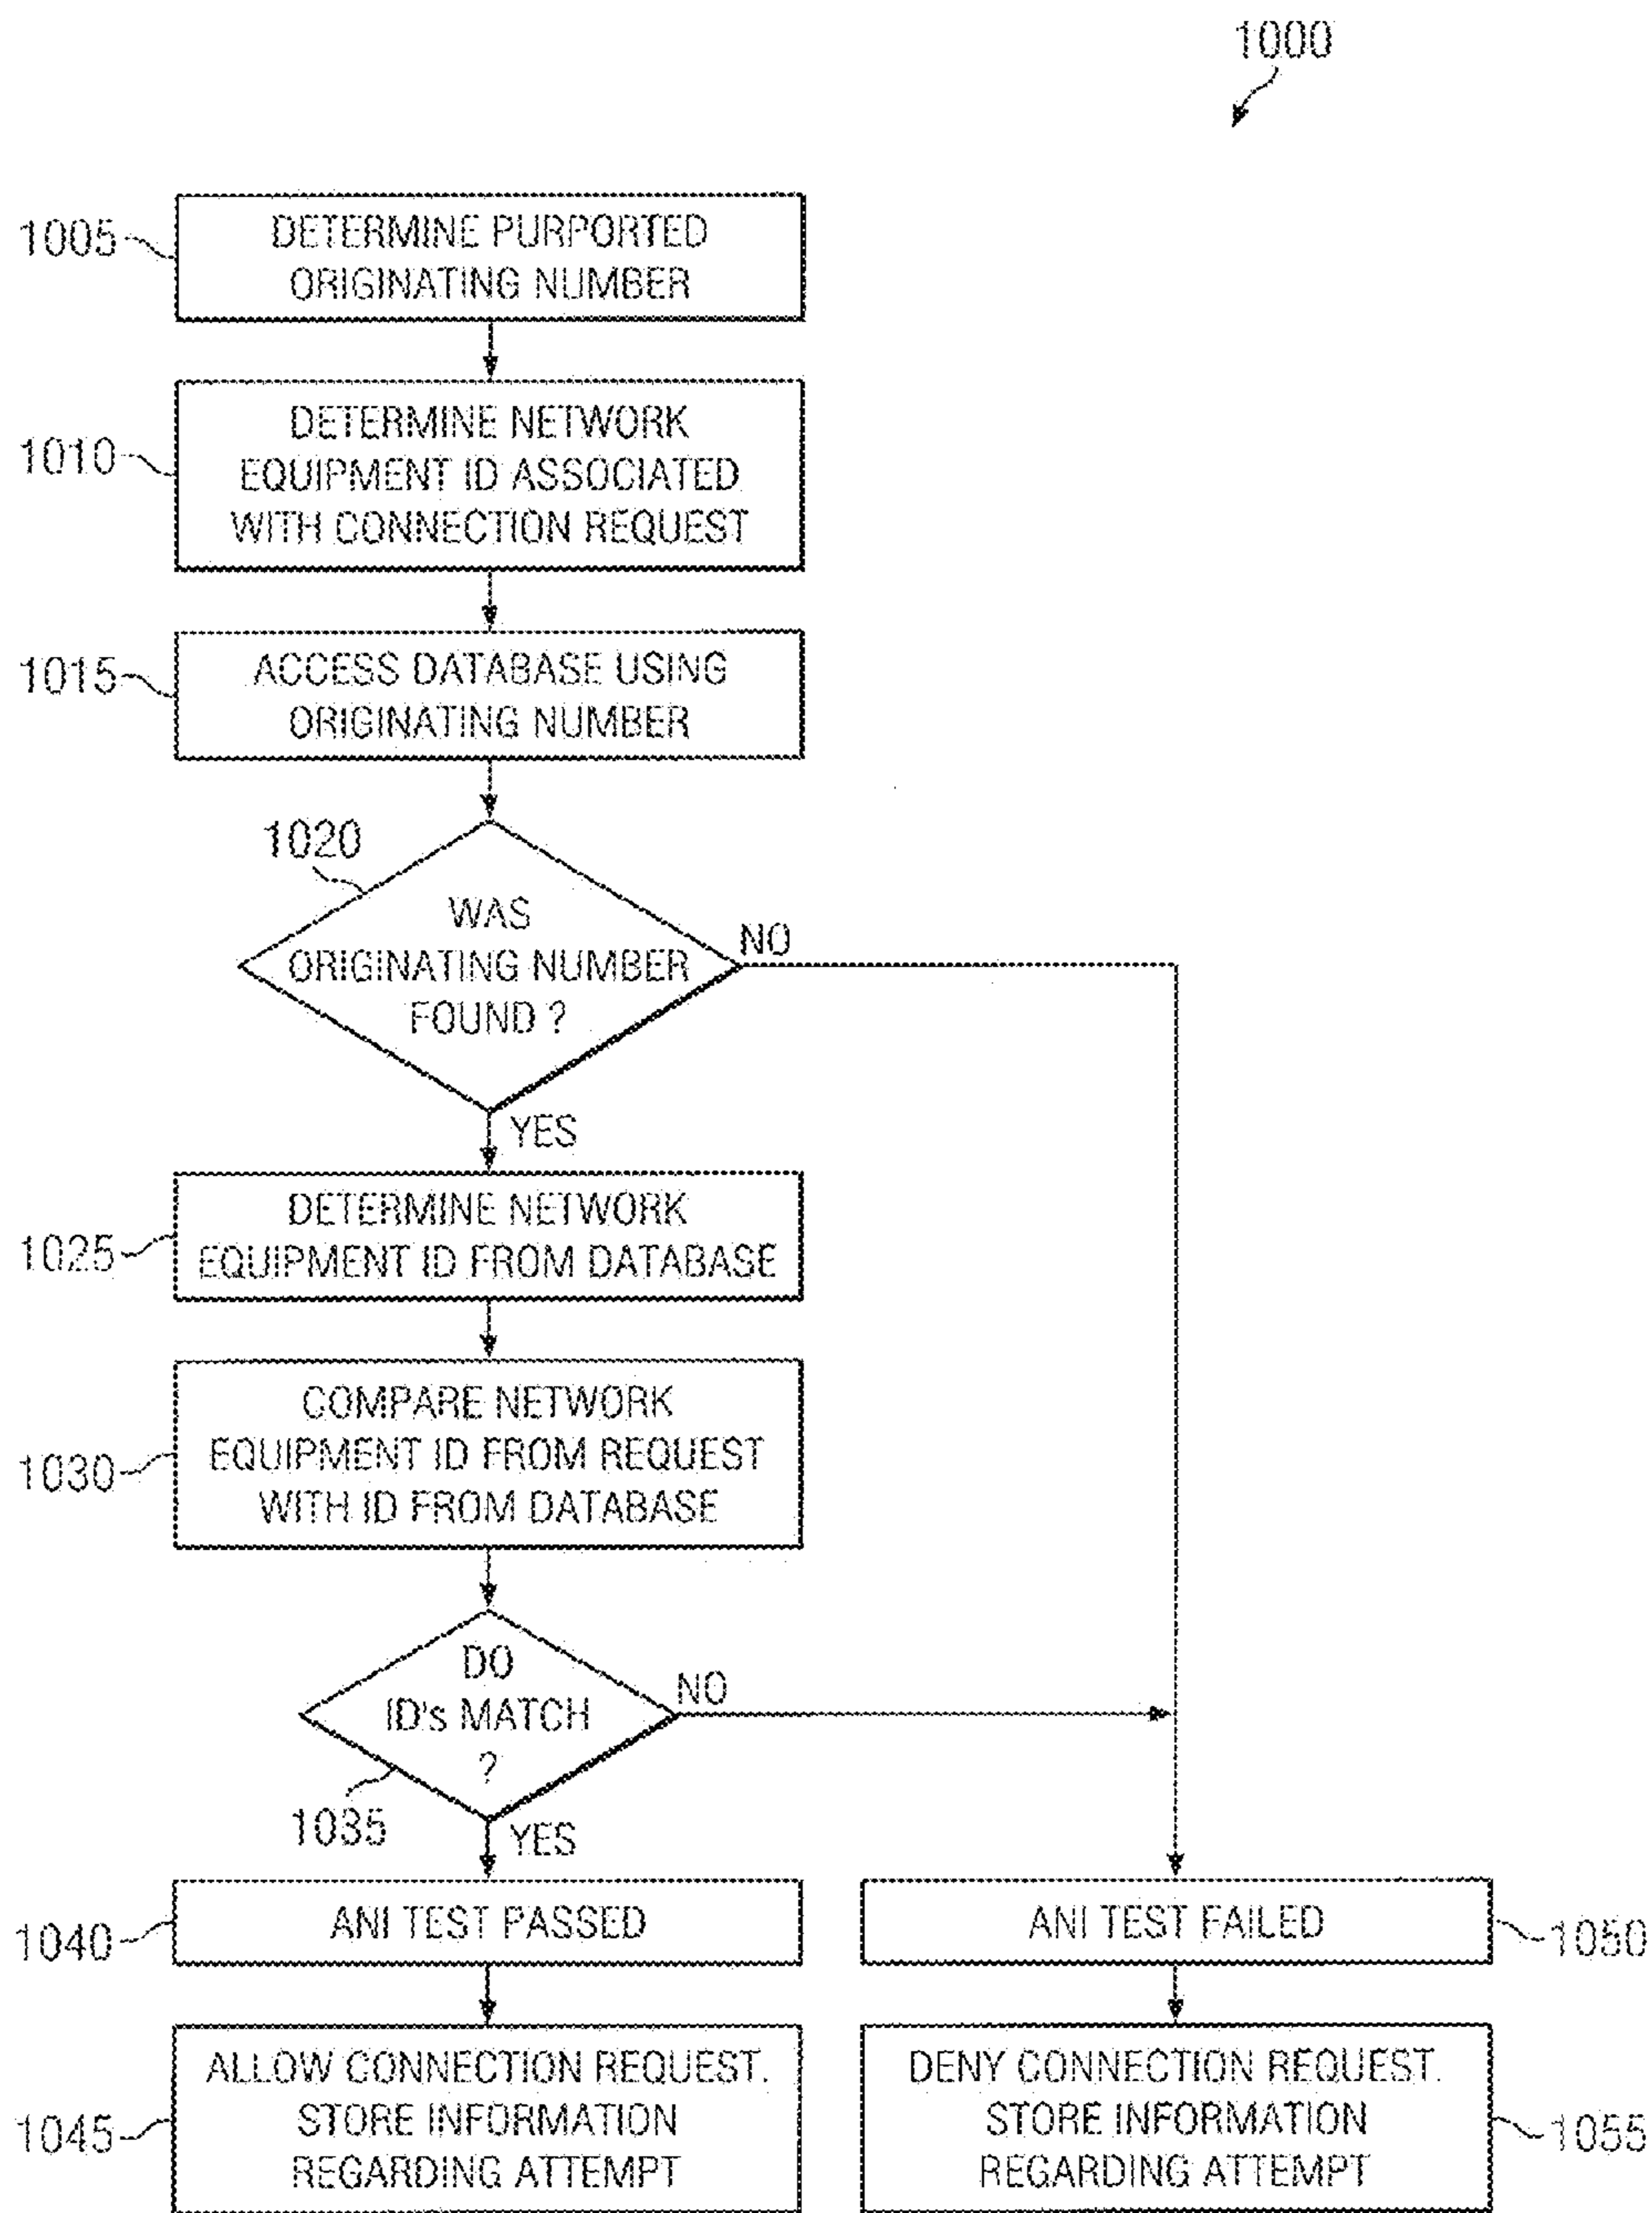 1000
1005
DETERMINE PURPORTED
ORIGINATING NUMBER
1010
DETERMINE NETWORK
EQUIPMENT ID ASSOCIATED
WITH CONNECTION REQUEST
1015
ACCESS DATABASE USING
ORIGINATING NUMBER
1020
WAS
ORIGINATING NUMBER
FOUND ?
NO
YES
1025
DETERMINE NETWORK
EQUIPMENT ID FROM DATABASE
1030
COMPARE NETWORK
EQUIPMENT ID FROM REQUEST
WITH ID FROM DATABASE
DO
ID's MATCH
?
NO
1035
YES
1040
ANI TEST PASSED
ANI TEST FAILED
1050
1045
ALLOW CONNECTION REQUEST.
STORE INFORMATION
REGARDING ATTEMPT
DENY CONNECTION REQUEST.
STORE INFORMATION
REGARDING ATTEMPT
1055